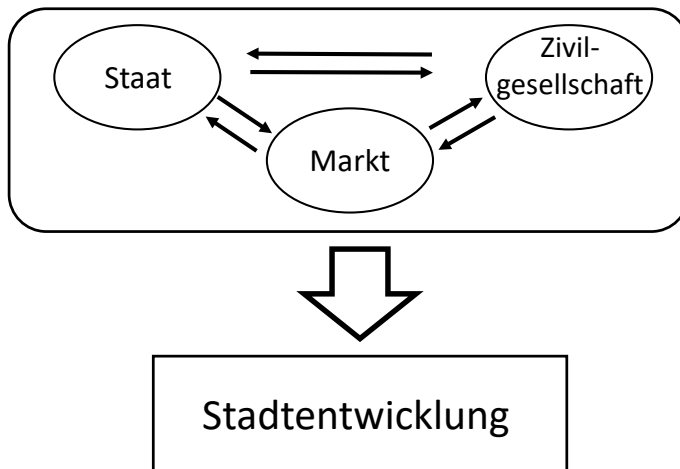 Staat
Zivil-
gesellschaft
Markt
Stadtentwicklung